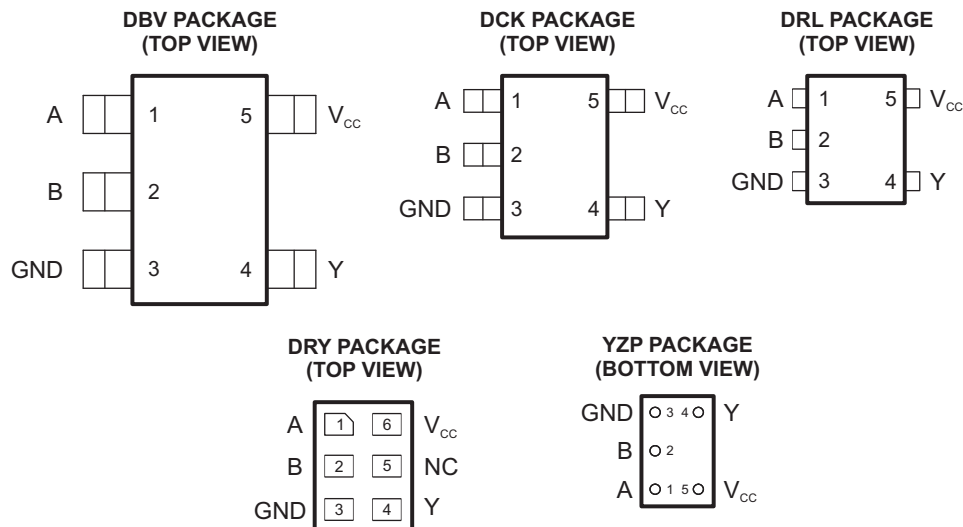 DBV PACKAGE
(TOP VIEW)
A 1 5 VCC
B 2
GND 3 4 Y
DCK PACKAGE
(TOP VIEW)
A 1 5 VCC
B 2
GND 3 4 Y
DRL PACKAGE
(TOP VIEW)
A 1 5 VCC
B 2
GND 3 4 Y
DRY PACKAGE
(TOP VIEW)
A 1 6 VCC
B 2 5 NC
GND 3 4 Y
YZP PACKAGE
(BOTTOM VIEW)
GND 3 4 Y
B 2
A 1 5 VCC